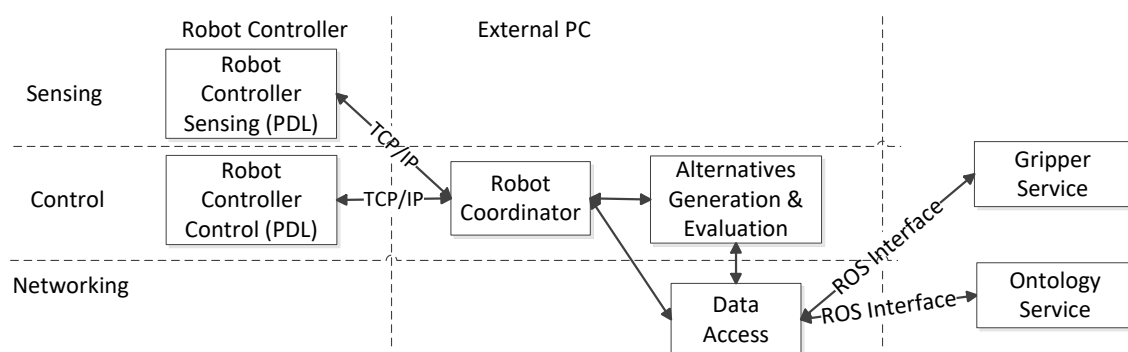 Robot Controller
External PC
Sensing
Robot
Controller
Sensing (PDL)
TCP/IP
Control
Robot
Controller
Control (PDL)
TCP/IP
Robot
Coordinator
Alternatives
Generation &
Evaluation
Gripper
Service
ROS Interface
Networking
Data
Access
ROS Interface
Ontology
Service